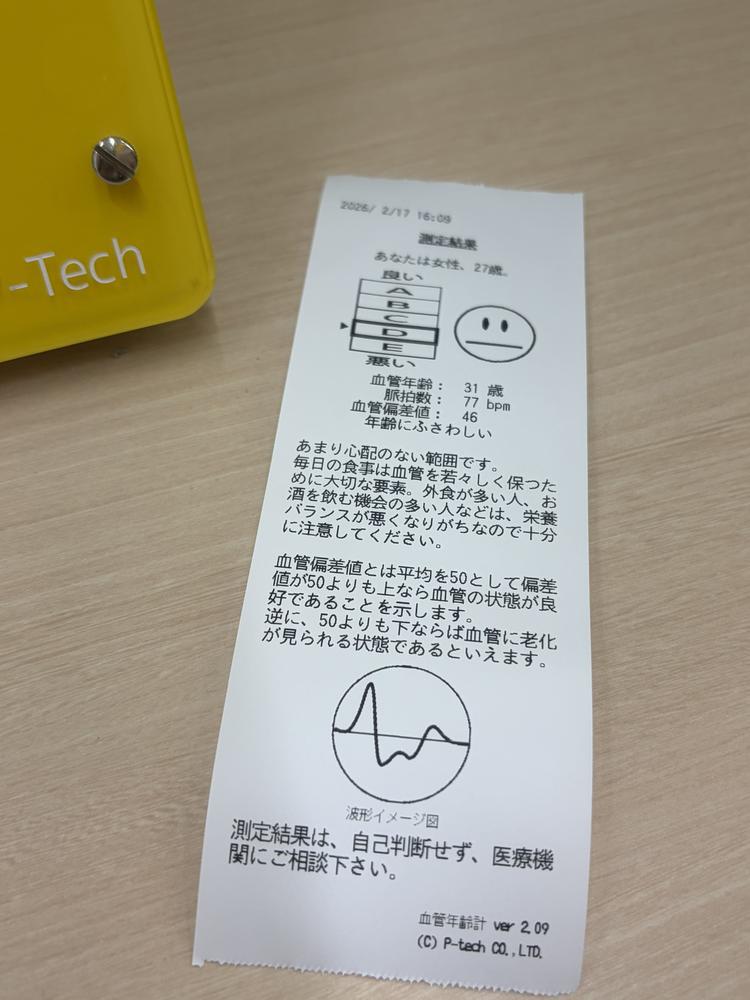 -Tech
2026/ 2/17 16:09
測定結果
あなたは女性、27歳。
良い
A
B
C
D
E
悪い
血管年齢： 31 歳
脈拍数： 77 bpm
血管偏差値： 46
年齢にふさわしい
あまり心配のない範囲です。
毎日の食事は血管を若々しく保つた
めに大切な要素。外食が多い人、お
酒を飲む機会の多い人などは、栄養
バランスが悪くなりがちなので十分
に注意してください。
血管偏差値とは平均を50として偏差
値が50よりも上なら血管の状態が良
好であることを示します。
逆に、50よりも下ならば血管に老化
が見られる状態であるといえます。
波形イメージ図
測定結果は、自己判断せず、医療機
関にご相談下さい。
血管年齢計 ver 2.09
(C) P-tech CO.,LTD.